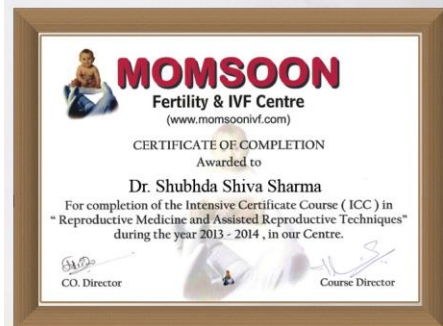 MOMSOON
Fertility & IVF Centre
(www.momsoonivf.com)
CERTIFICATE OF COMPLETION
Awarded to
Dr. Shubhda Shiva Sharma
For completion of the Intensive Certificate Course ( ICC ) in
“ Reproductive Medicine and Assisted Reproductive Techniques”
during the year 2013 - 2014 , in our Centre.
CO. Director
Course Director